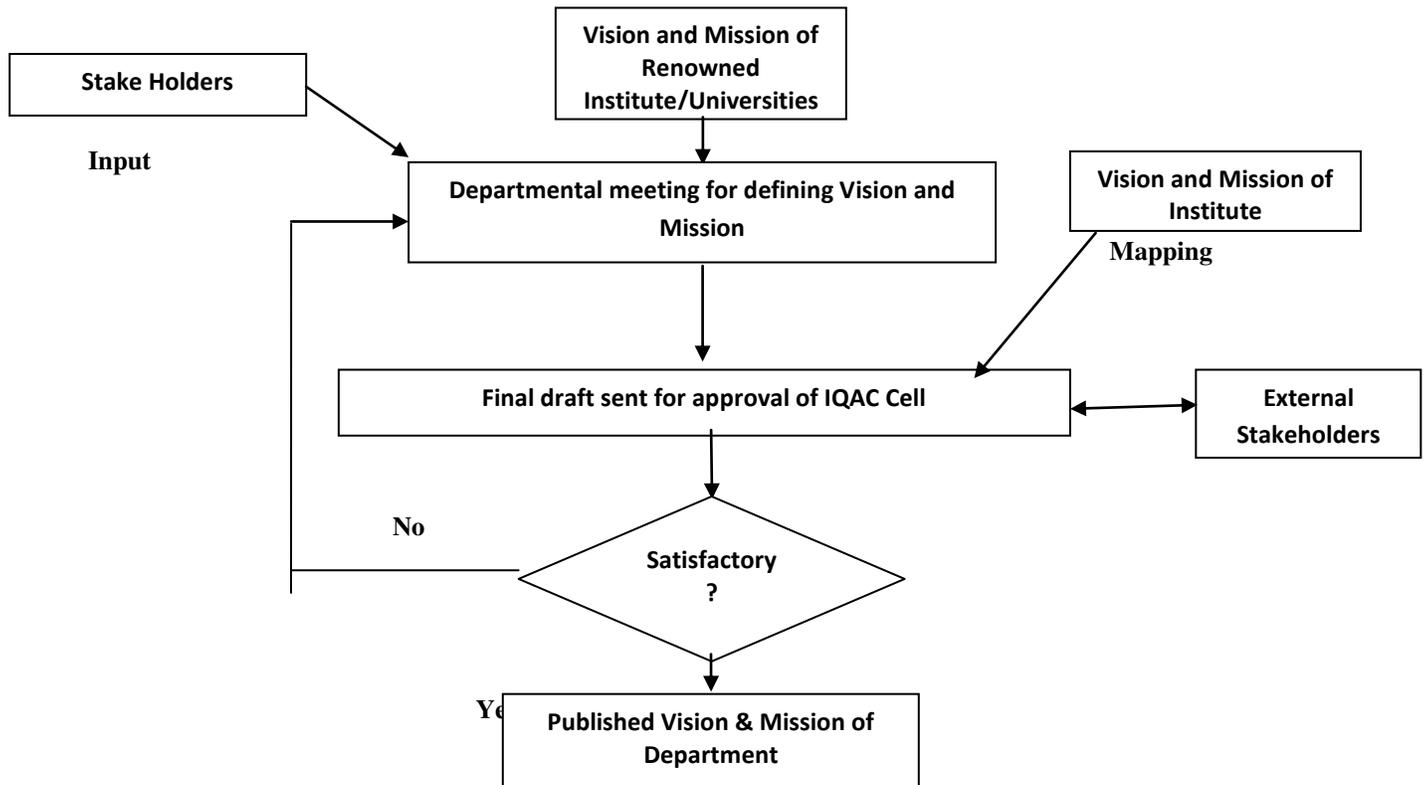 Vision and Mission of
Renowned
Institute/Universities
Stake Holders
Input
Departmental meeting for defining Vision and
Mission
Vision and Mission of
Institute
Mapping
Final draft sent for approval of IQAC Cell
External
Stakeholders
No
Satisfactory
?
Ye
Published Vision & Mission of
Department